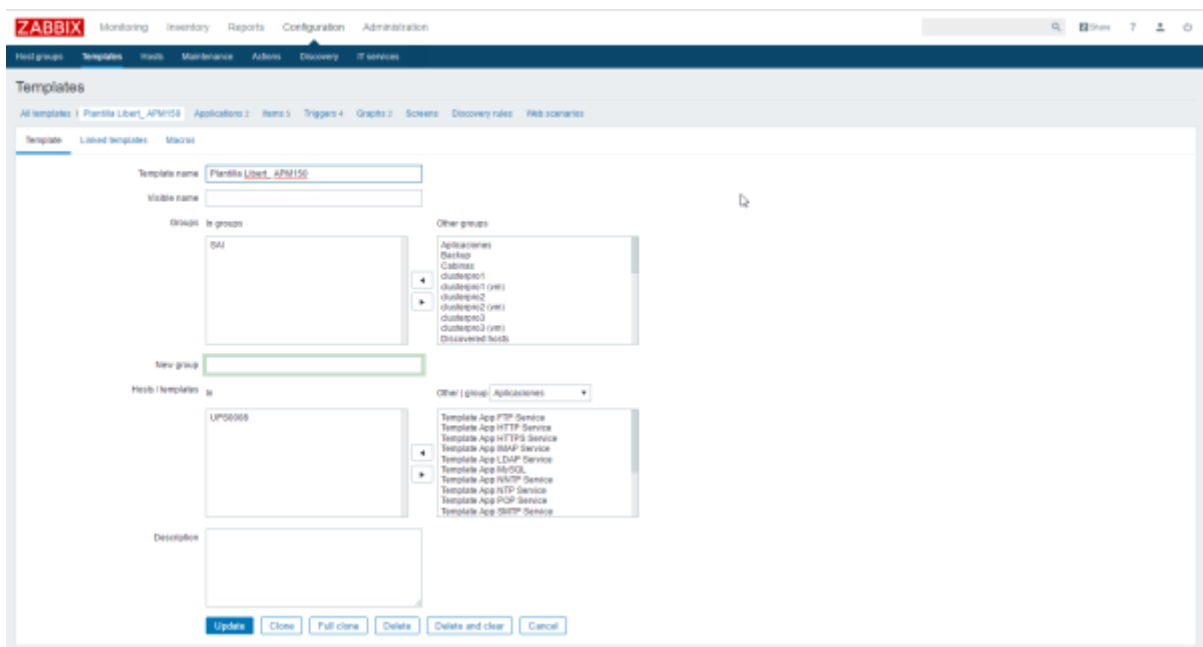 ZABBIX Monitoring Inventory Reports Configuration Administration Share ?
Host groups Templates Hosts Maintenance Actions Discovery IT services
Templates
All templates / Plantilla Libert_ APM150 Applications 2 Items 5 Triggers 4 Graphs 2 Screens Discovery rules Web scenarios
Template Linked templates Macros
Template name Plantilla Libert_ APM150
Visible name
Groups In groups Other groups
SAI
Aplicaciones
Backup
Cabinas
clusterpro1
clusterpro1 (vm)
clusterpro2
clusterpro2 (vm)
clusterpro3
clusterpro3 (vm)
Discovered hosts
New group
Hosts / templates In Other | group Aplicaciones
UPS0008
Template App FTP Service
Template App HTTP Service
Template App HTTPS Service
Template App IMAP Service
Template App LDAP Service
Template App MySQL
Template App NNTP Service
Template App NTP Service
Template App POP Service
Template App SMTP Service
Description
Update Clone Full clone Delete Delete and clear Cancel